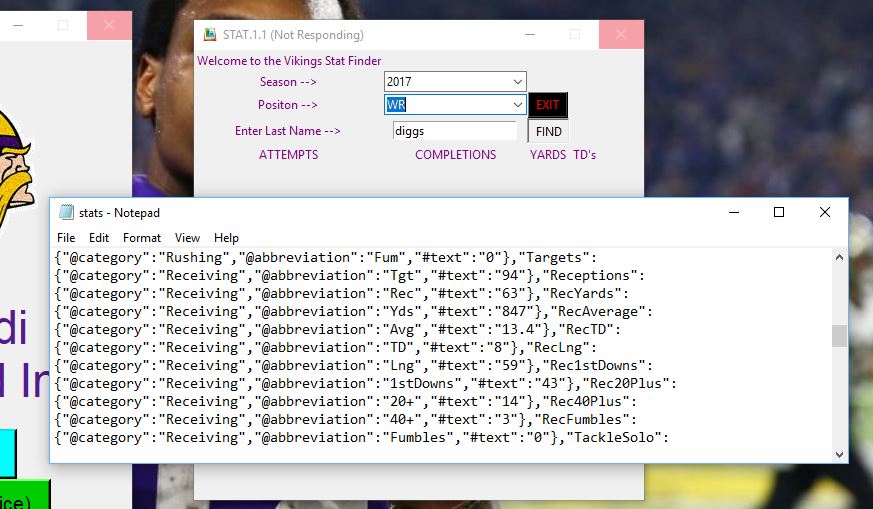 STAT.1.1 (Not Responding)
Welcome to the Vikings Stat Finder
Season --> 2017
Positon --> WR EXIT
Enter Last Name --> diggs FIND
ATTEMPTS COMPLETIONS YARDS TD's
stats - Notepad
File Edit Format View Help
{"@category":"Rushing","@abbreviation":"Fum","#text":"0"},"Targets":
{"@category":"Receiving","@abbreviation":"Tgt","#text":"94"},"Receptions":
{"@category":"Receiving","@abbreviation":"Rec","#text":"63"},"RecYards":
{"@category":"Receiving","@abbreviation":"Yds","#text":"847"},"RecAverage":
{"@category":"Receiving","@abbreviation":"Avg","#text":"13.4"},"RecTD":
{"@category":"Receiving","@abbreviation":"TD","#text":"8"},"RecLng":
{"@category":"Receiving","@abbreviation":"Lng","#text":"59"},"Rec1stDowns":
{"@category":"Receiving","@abbreviation":"1stDowns","#text":"43"},"Rec20Plus":
{"@category":"Receiving","@abbreviation":"20+","#text":"14"},"Rec40Plus":
{"@category":"Receiving","@abbreviation":"40+","#text":"3"},"RecFumbles":
{"@category":"Receiving","@abbreviation":"Fumbles","#text":"0"},"TackleSolo":
di
d In
ice)